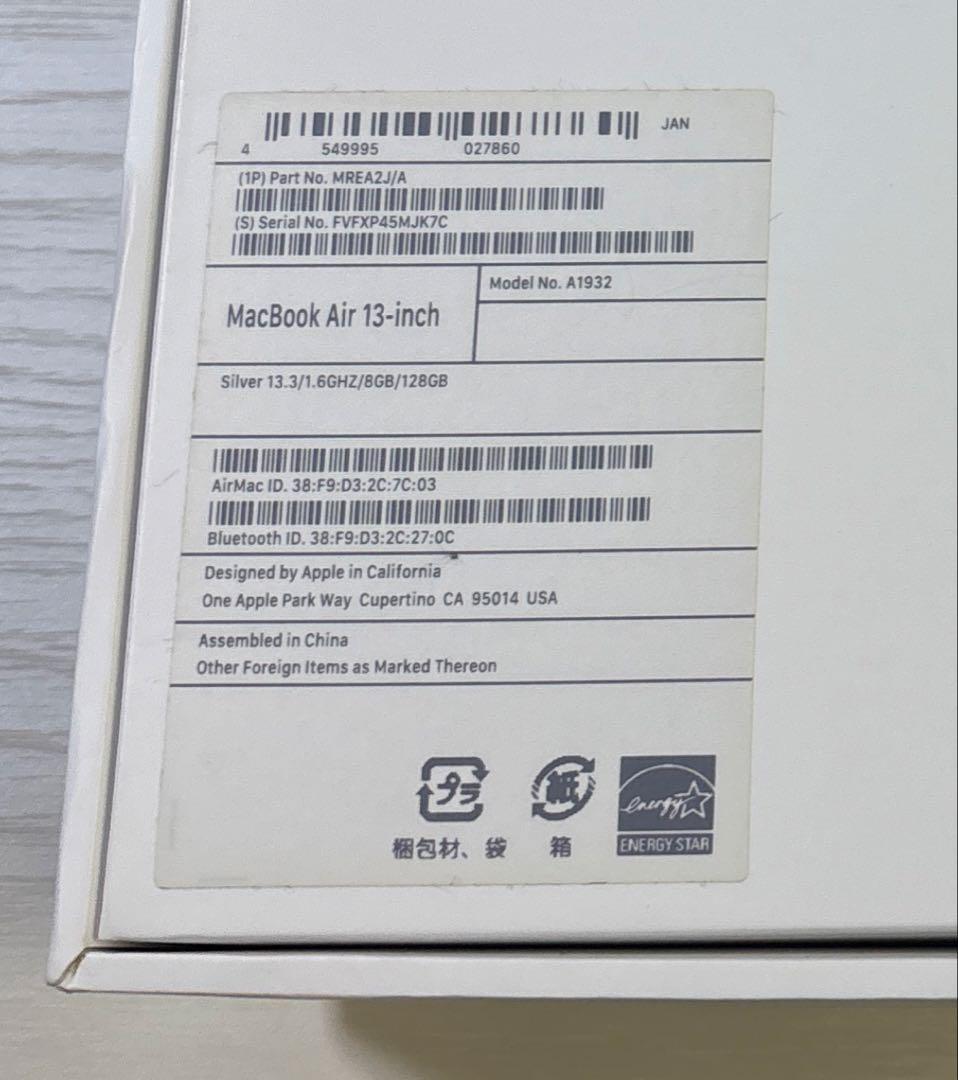 JAN
4 549995 027860
(1P) Part No. MREA2J/A
(S) Serial No. FVFXP45MJK7C
MacBook Air 13-inch
Model No. A1932
Silver 13.3/1.6GHZ/8GB/128GB
AirMac ID. 38:F9:D3:2C:7C:03
Bluetooth ID. 38:F9:D3:2C:27:0C
Designed by Apple in California
One Apple Park Way Cupertino CA 95014 USA
Assembled in China
Other Foreign Items as Marked Thereon
プラ
紙
energy
梱包材、袋
箱
ENERGY STAR